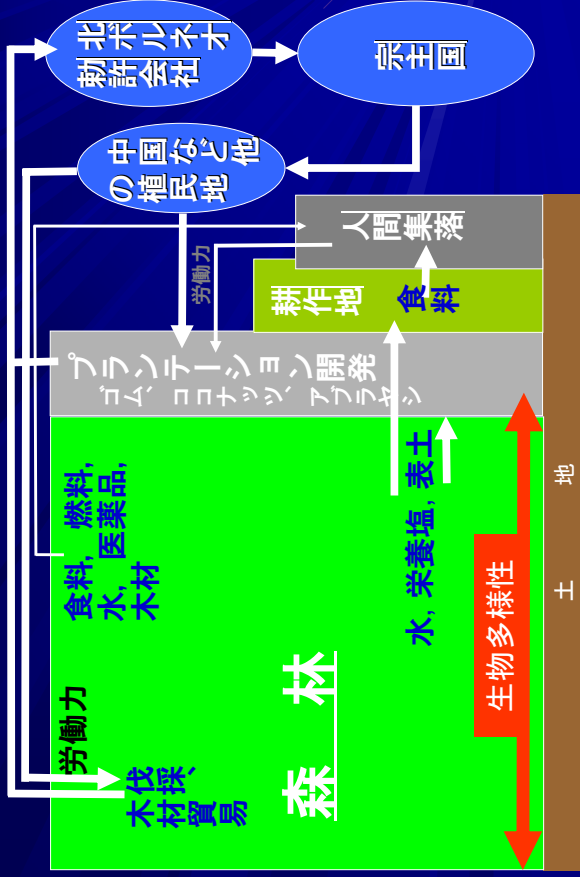 北ボルネオ
勅許会社
宗主国
中国など他
の植民地
労働力
人間集落
耕作地
食料
プランテーション開発
ゴム、ココナッツ、アブラヤシ
食料, 燃料,
水, 医薬品,
木材
水, 栄養塩, 表土
労働力
伐採、
木材貿易
森 林
生物多様性
土 地